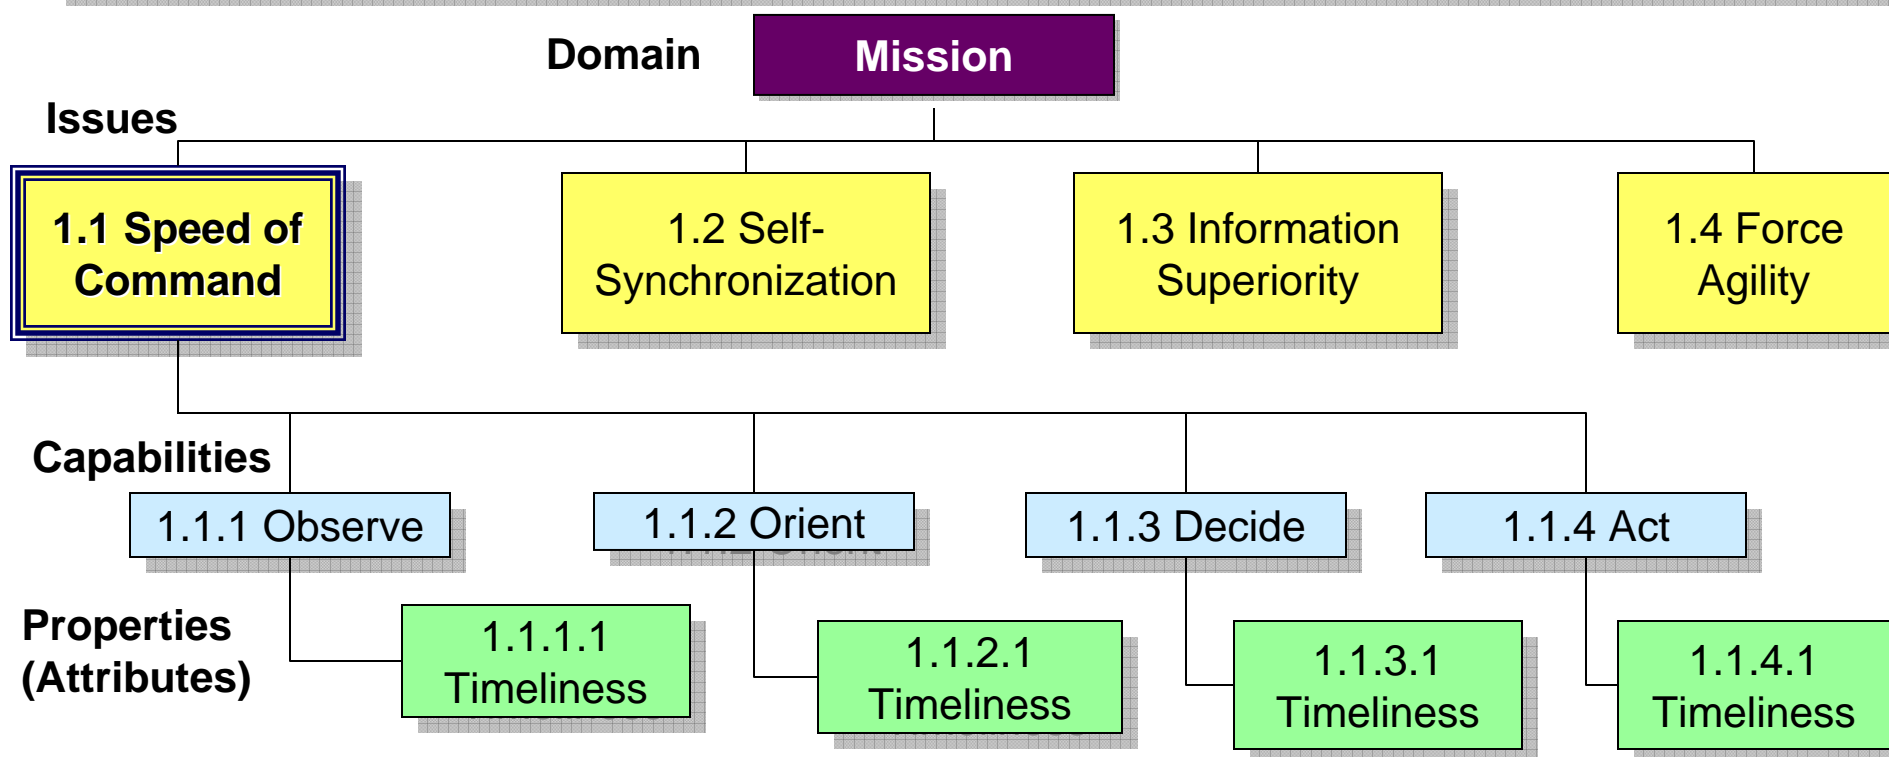 Domain
Mission
Issues
1.1 Speed of
Command
1.2 Self-
Synchronization
1.3 Information
Superiority
1.4 Force
Agility
Capabilities
1.1.1 Observe
1.1.2 Orient
1.1.3 Decide
1.1.4 Act
Properties
(Attributes)
1.1.1.1
Timeliness
1.1.2.1
Timeliness
1.1.3.1
Timeliness
1.1.4.1
Timeliness